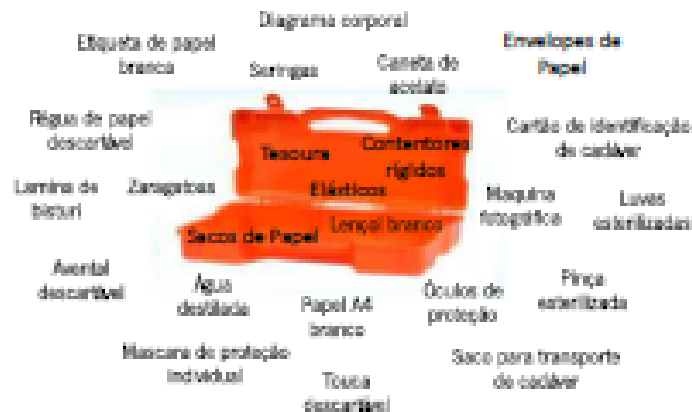 Diagrama corporal
Etiqueta de papel
branca
Seringas
Caneta de
acetato
Envelopes de
Papel
Régua de papel
descartável
Tesoura
Contentores
rígidos
Cartão de identificação
de cadáver
Lamina de
bisturi
Zaragatoas
Elásticos
Maquina
fotográfica
Luvas
esterilizadas
Sacos de Papel
Lençol branco
Avental
descartável
Água
destilada
Papel A4
branco
Óculos de
proteção
Pinça
esterilizada
Mascara de proteção
individual
Touca
descartável
Saco para transporte
de cadáver